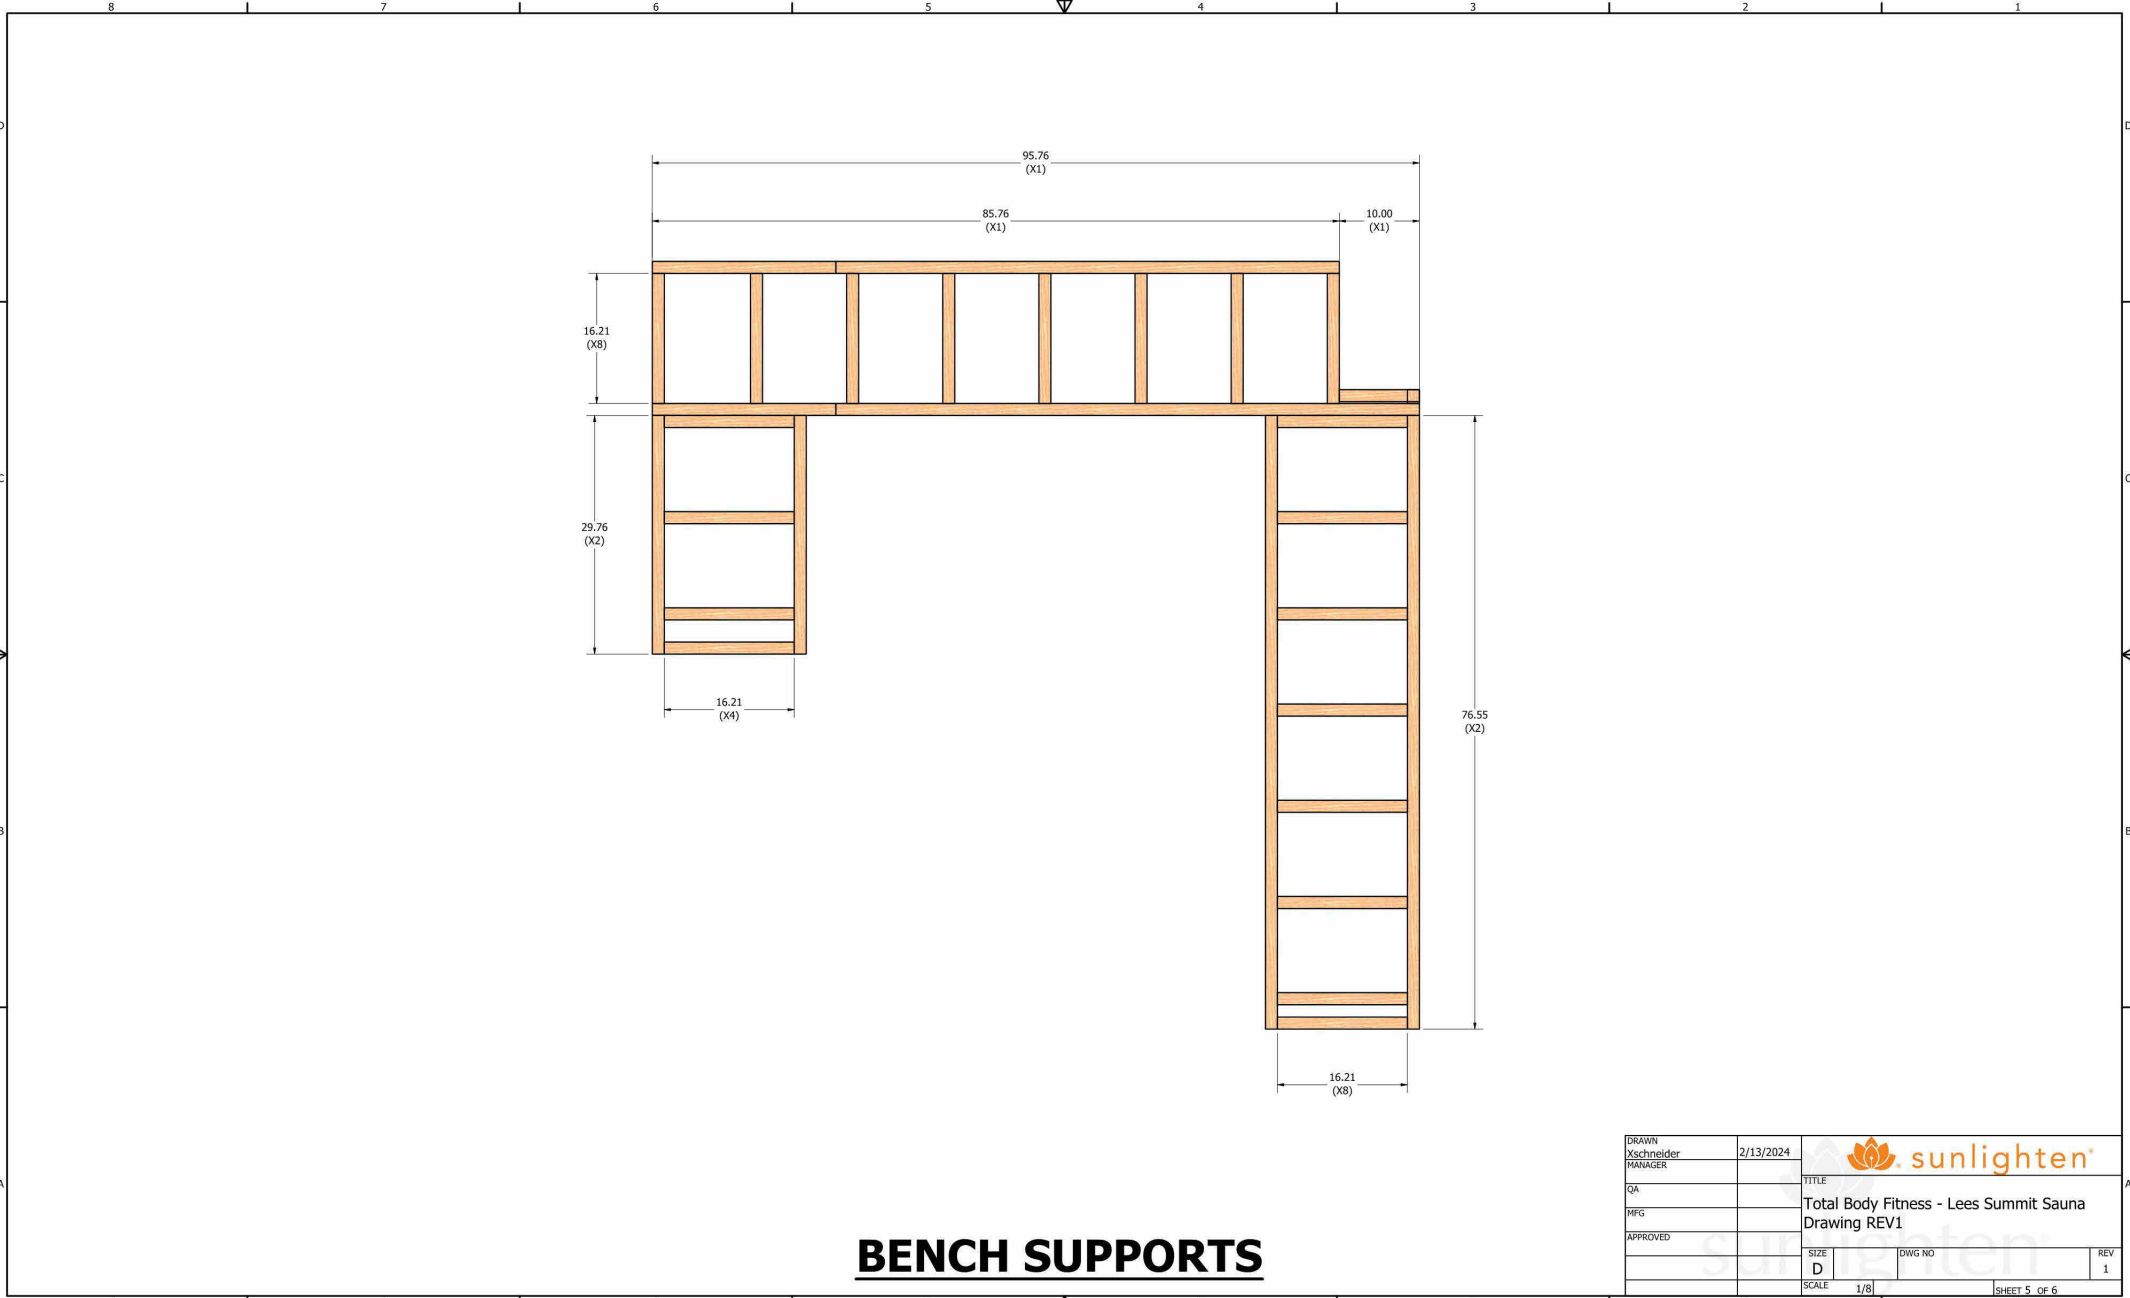 8 7 6 5 4 3 2 1
D D
95.76
(X1)
85.76
(X1)
10.00
(X1)
16.21
(X8)
C C
29.76
(X2)
16.21
(X4)
76.55
(X2)
B B
16.21
(X8)
A A
BENCH SUPPORTS
DRAWN
Xschneider 2/13/2024
MANAGER
QA
MFG
APPROVED
sunlighten®
TITLE
Total Body Fitness - Lees Summit Sauna
Drawing REV1
sunlighten
SIZE DWG NO REV
D 1
SCALE 1/8 SHEET 5 OF 6